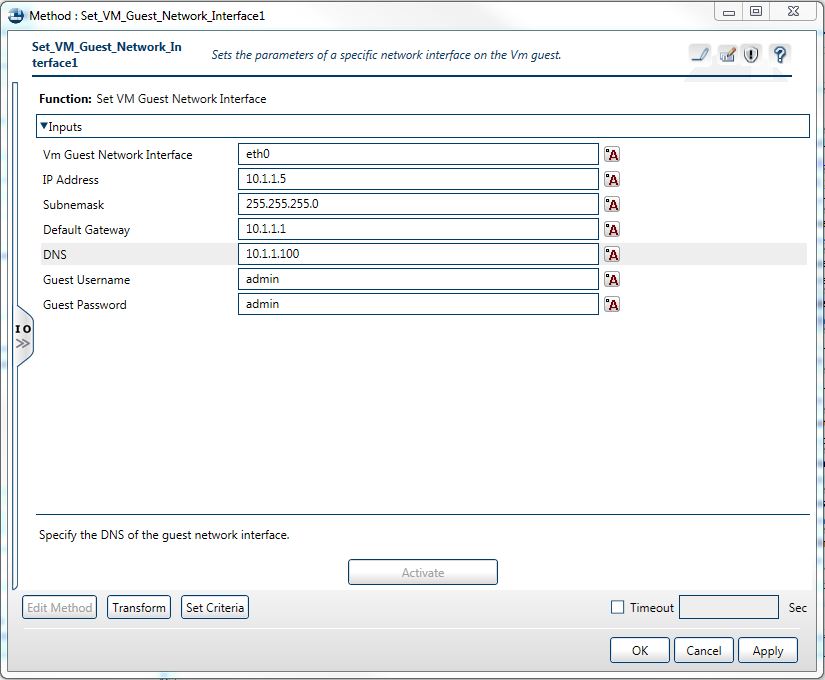 Method : Set_VM_Guest_Network_Interface1
Set_VM_Guest_Network_In
terface1
Sets the parameters of a specific network interface on the Vm guest.
Function: Set VM Guest Network Interface
Inputs
Vm Guest Network Interface eth0
IP Address 10.1.1.5
Subnemask 255.255.255.0
Default Gateway 10.1.1.1
DNS 10.1.1.100
Guest Username admin
Guest Password admin
I O
Specify the DNS of the guest network interface.
Activate
Edit Method Transform Set Criteria Timeout Sec
OK Cancel Apply